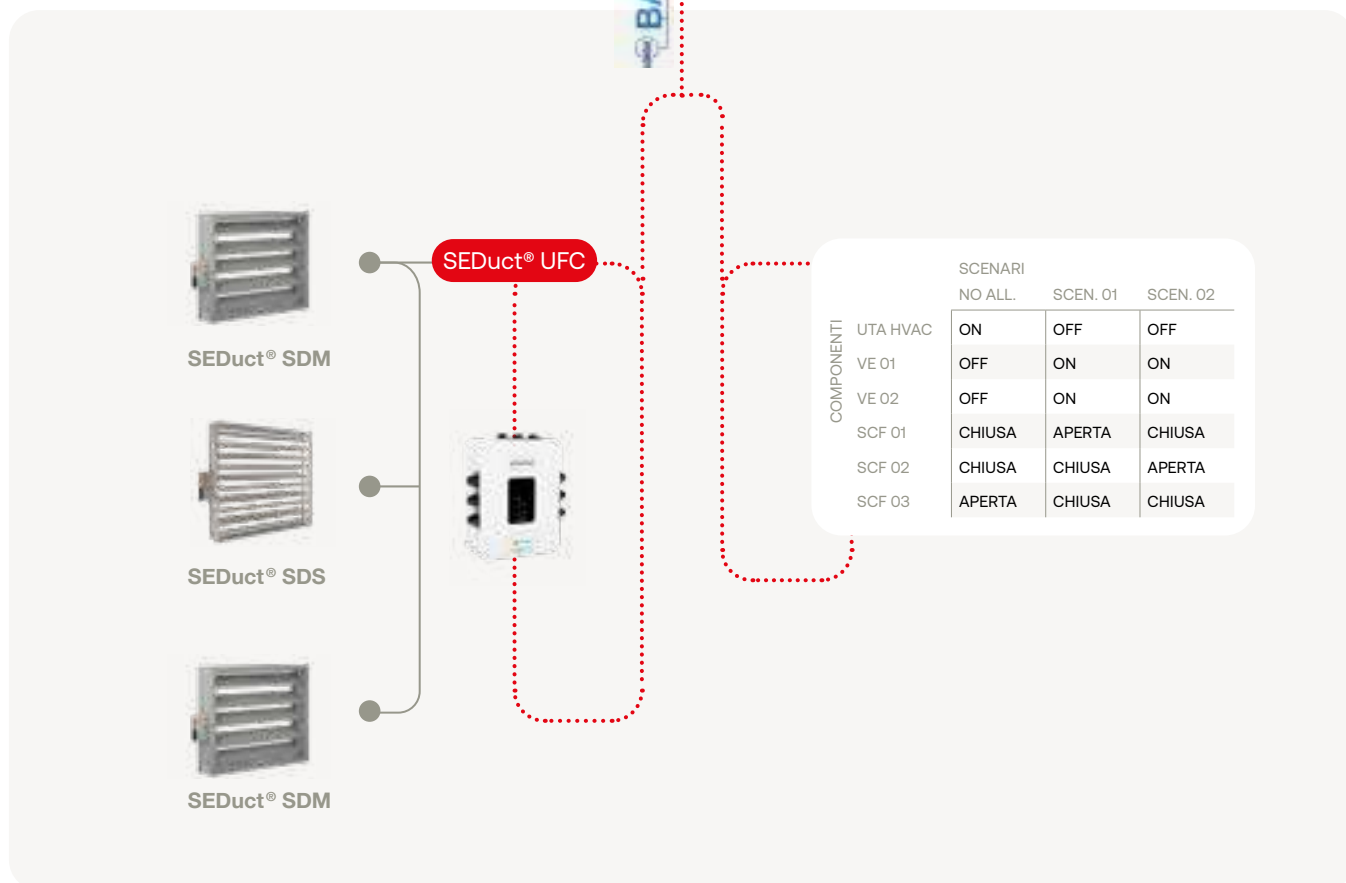 BA
SEDuct® UFC
SEDuct® SDM
SEDuct® SDS
SEDuct® SDM
SCENARI
NO ALL. SCEN. 01 SCEN. 02
COMPONENTI
UTA HVAC ON OFF OFF
VE 01 OFF ON ON
VE 02 OFF ON ON
SCF 01 CHIUSA APERTA CHIUSA
SCF 02 CHIUSA CHIUSA APERTA
SCF 03 APERTA CHIUSA CHIUSA